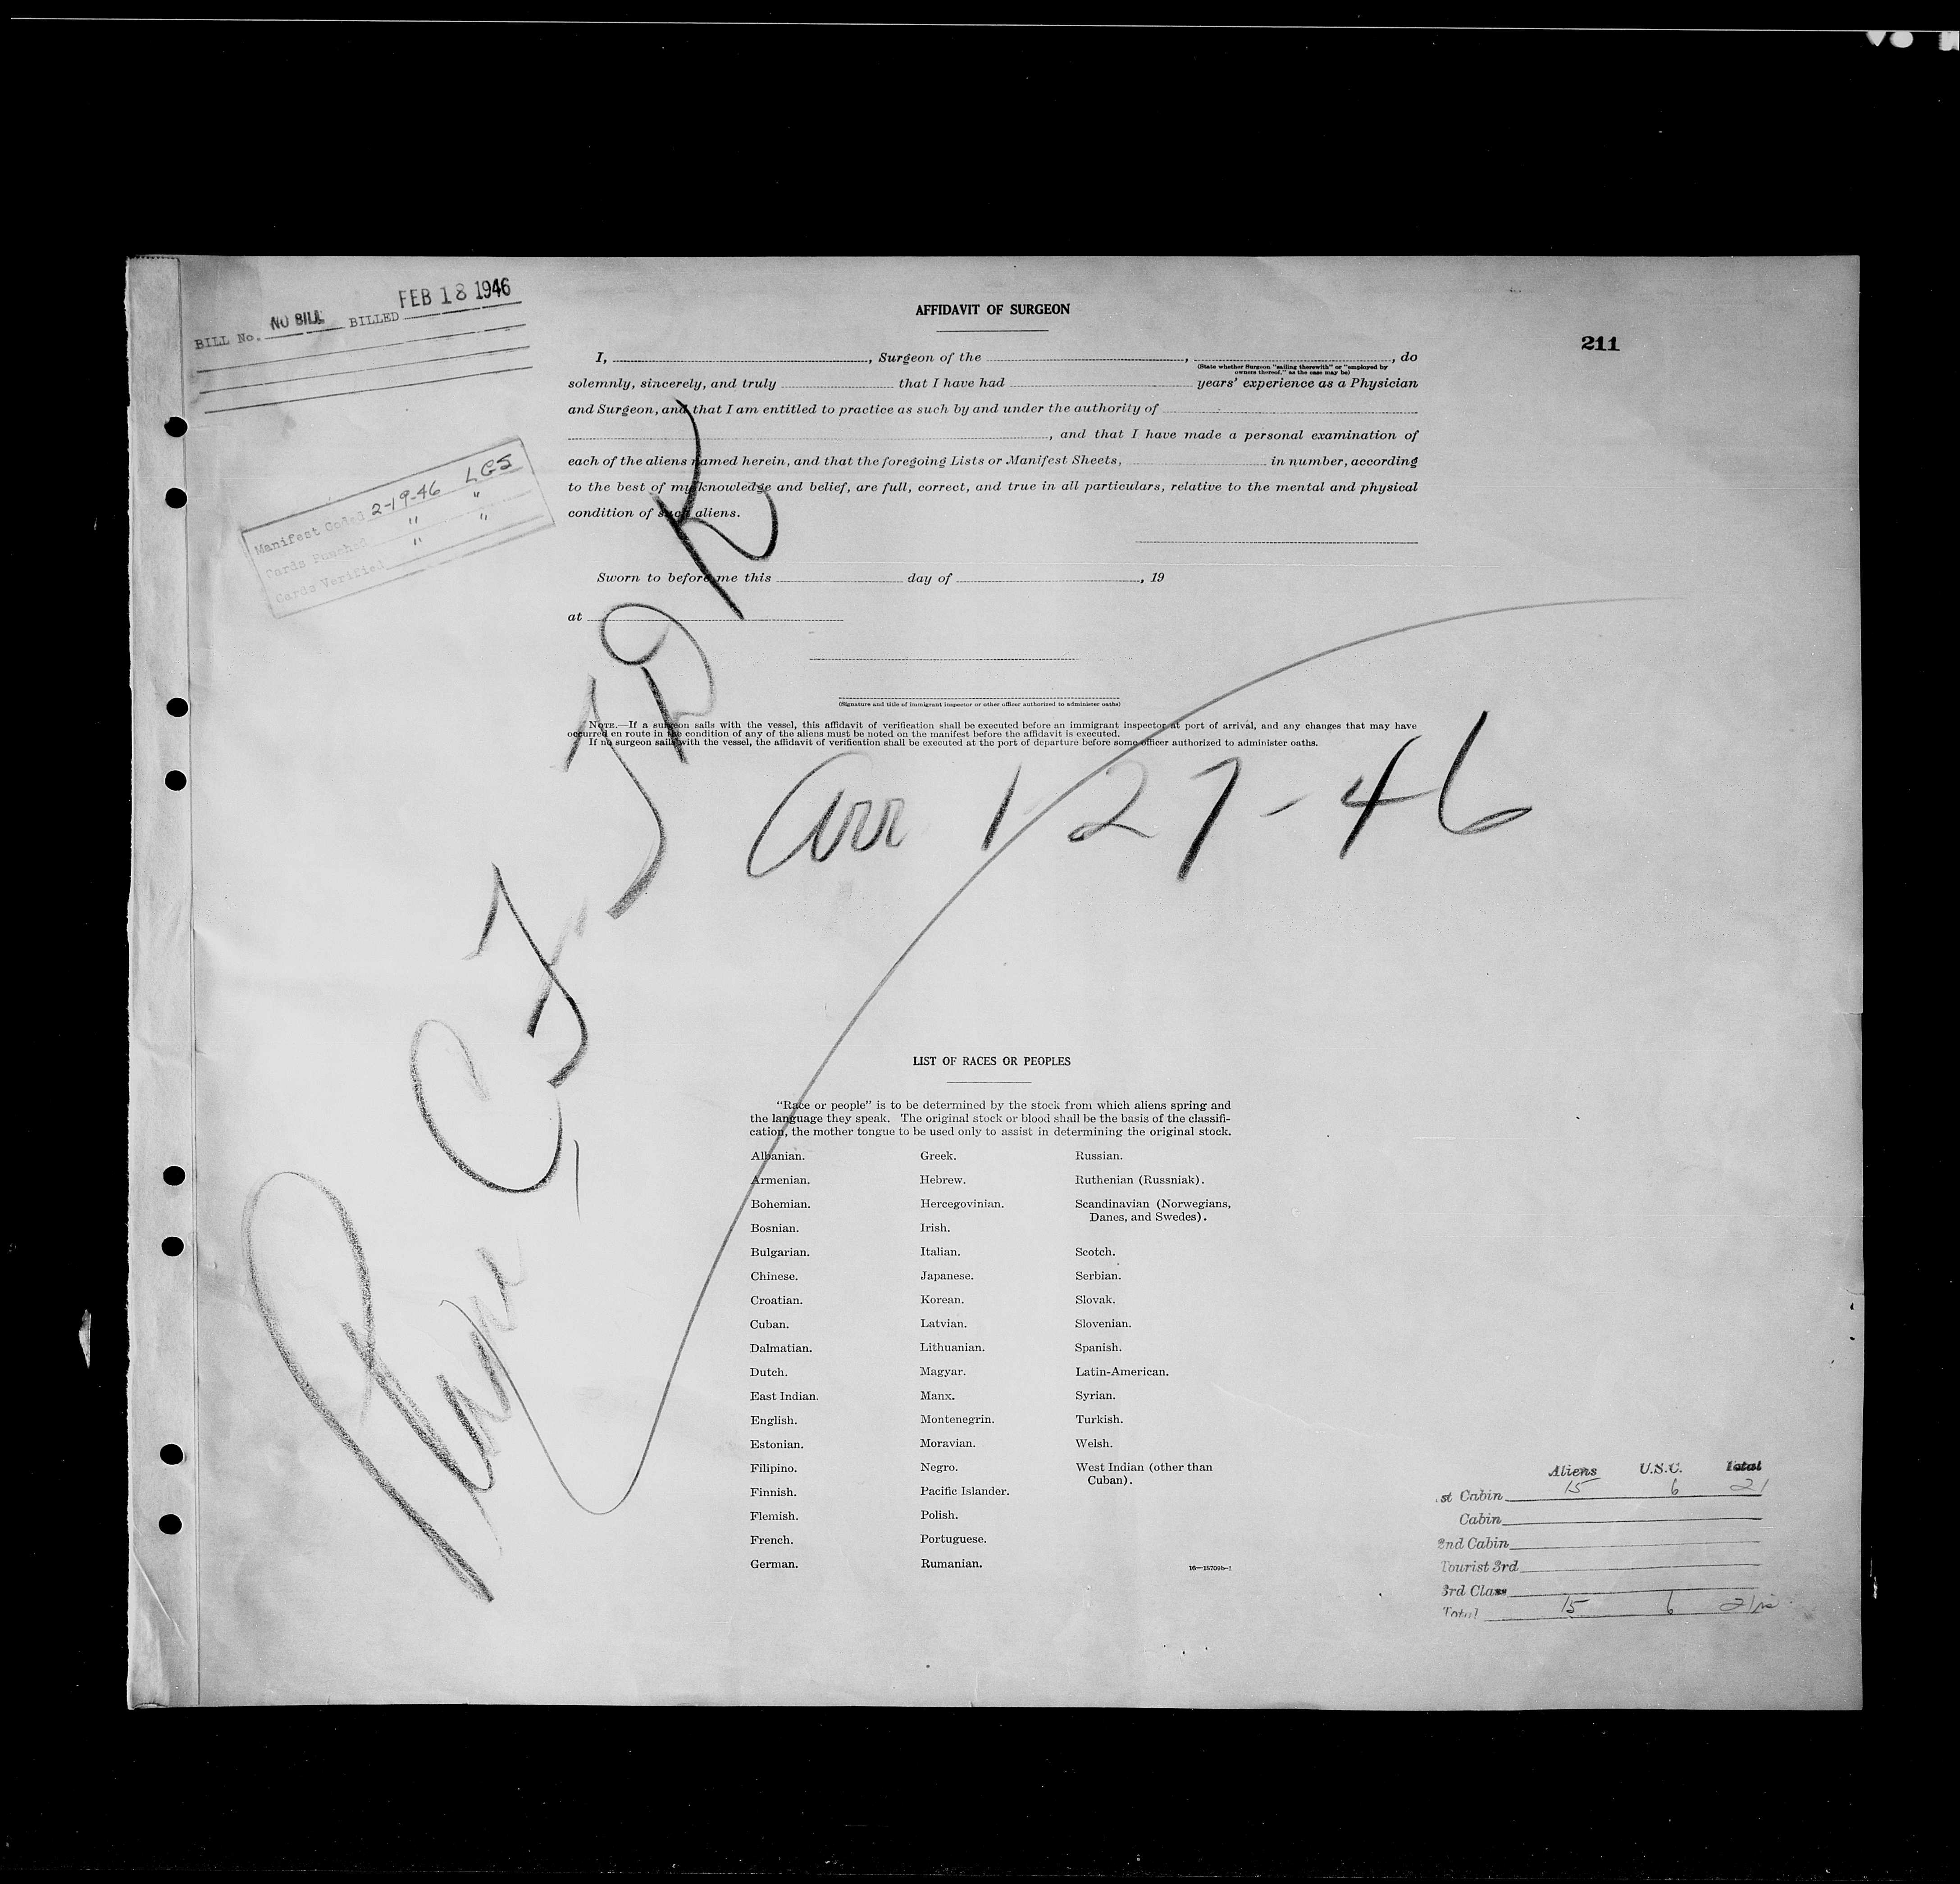 FEB 18 1946
BILL No. NO BILL BILLED
AFFIDAVIT OF SURGEON
211
I, , Surgeon of the , , do
(State whether Surgeon "sailing therewith" or "employed by
owners thereof," as the case may be)
solemnly, sincerely, and truly that I have had years' experience as a Physician
and Surgeon, and that I am entitled to practice as such by and under the authority of
, and that I have made a personal examination of
each of the aliens named herein, and that the foregoing Lists or Manifest Sheets, in number, according
to the best of my knowledge and belief, are full, correct, and true in all particulars, relative to the mental and physical
condition of such aliens.
Manifest Coded 2-19-46 LGS
Cards Punched " "
Cards Verified " "
Sworn to before me this day of , 19
at
(Signature and title of immigrant inspector or other officer authorized to administer oaths)
NOTE.—If a surgeon sails with the vessel, this affidavit of verification shall be executed before an immigrant inspector at port of arrival, and any changes that may have
occurred en route in the condition of any of the aliens must be noted on the manifest before the affidavit is executed.
If no surgeon sails with the vessel, the affidavit of verification shall be executed at the port of departure before some officer authorized to administer oaths.
Plane CF-JDK
Arr 1 27-46
LIST OF RACES OR PEOPLES
"Race or people" is to be determined by the stock from which aliens spring and
the language they speak. The original stock or blood shall be the basis of the classifi-
cation, the mother tongue to be used only to assist in determining the original stock.
Albanian.
Armenian.
Bohemian.
Bosnian.
Bulgarian.
Chinese.
Croatian.
Cuban.
Dalmatian.
Dutch.
East Indian.
English.
Estonian.
Filipino.
Finnish.
Flemish.
French.
German.
Greek.
Hebrew.
Hercegovinian.
Irish.
Italian.
Japanese.
Korean.
Latvian.
Lithuanian.
Magyar.
Manx.
Montenegrin.
Moravian.
Negro.
Pacific Islander.
Polish.
Portuguese.
Rumanian.
Russian.
Ruthenian (Russniak).
Scandinavian (Norwegians,
Danes, and Swedes).
Scotch.
Serbian.
Slovak.
Slovenian.
Spanish.
Latin-American.
Syrian.
Turkish.
Welsh.
West Indian (other than
Cuban).
16—15709b-1
Aliens U.S.C. Total
st Cabin 15 6 21
Cabin
2nd Cabin
Tourist 3rd
3rd Class
Total 15 6 21